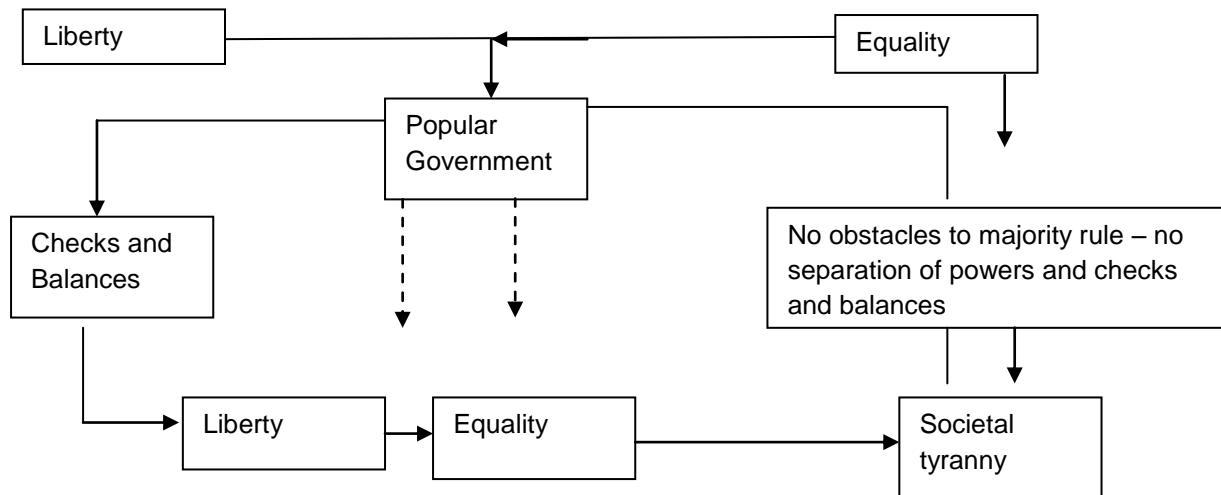 Liberty
Equality
Popular
Government
Checks and
Balances
No obstacles to majority rule – no
separation of powers and checks
and balances
Liberty
Equality
Societal
tyranny